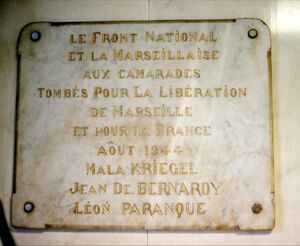 LE FRONT NATIONAL
ET LA MARSEILLAISE
AUX CAMARADES
TOMBÉS POUR LA LIBÉRATION
DE MARSEILLE
ET POUR LA FRANCE
AÔUT 1944
MALA KRIEGEL
JEAN DE BERNARDY
LÉON PARANQUE